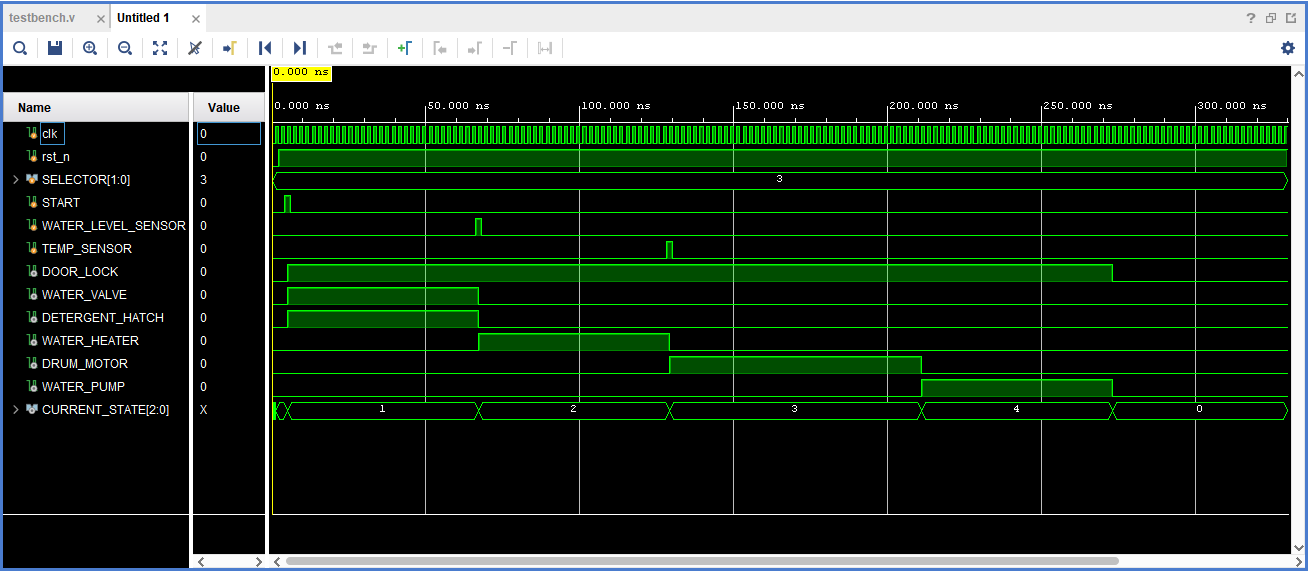 testbench.v × Untitled 1 × ?
0.000 ns
Name Value 0.000 ns 50.000 ns 100.000 ns 150.000 ns 200.000 ns 250.000 ns 300.000 ns
clk 0
rst_n 0
SELECTOR[1:0] 3 3
START 0
WATER_LEVEL_SENSOR 0
TEMP_SENSOR 0
DOOR_LOCK 0
WATER_VALVE 0
DETERGENT_HATCH 0
WATER_HEATER 0
DRUM_MOTOR 0
WATER_PUMP 0
CURRENT_STATE[2:0] X 1 2 3 4 0